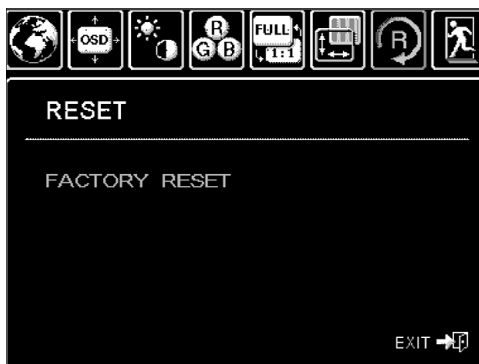 OSD
R
G B
FULL
1:1
R
RESET
FACTORY RESET
EXIT